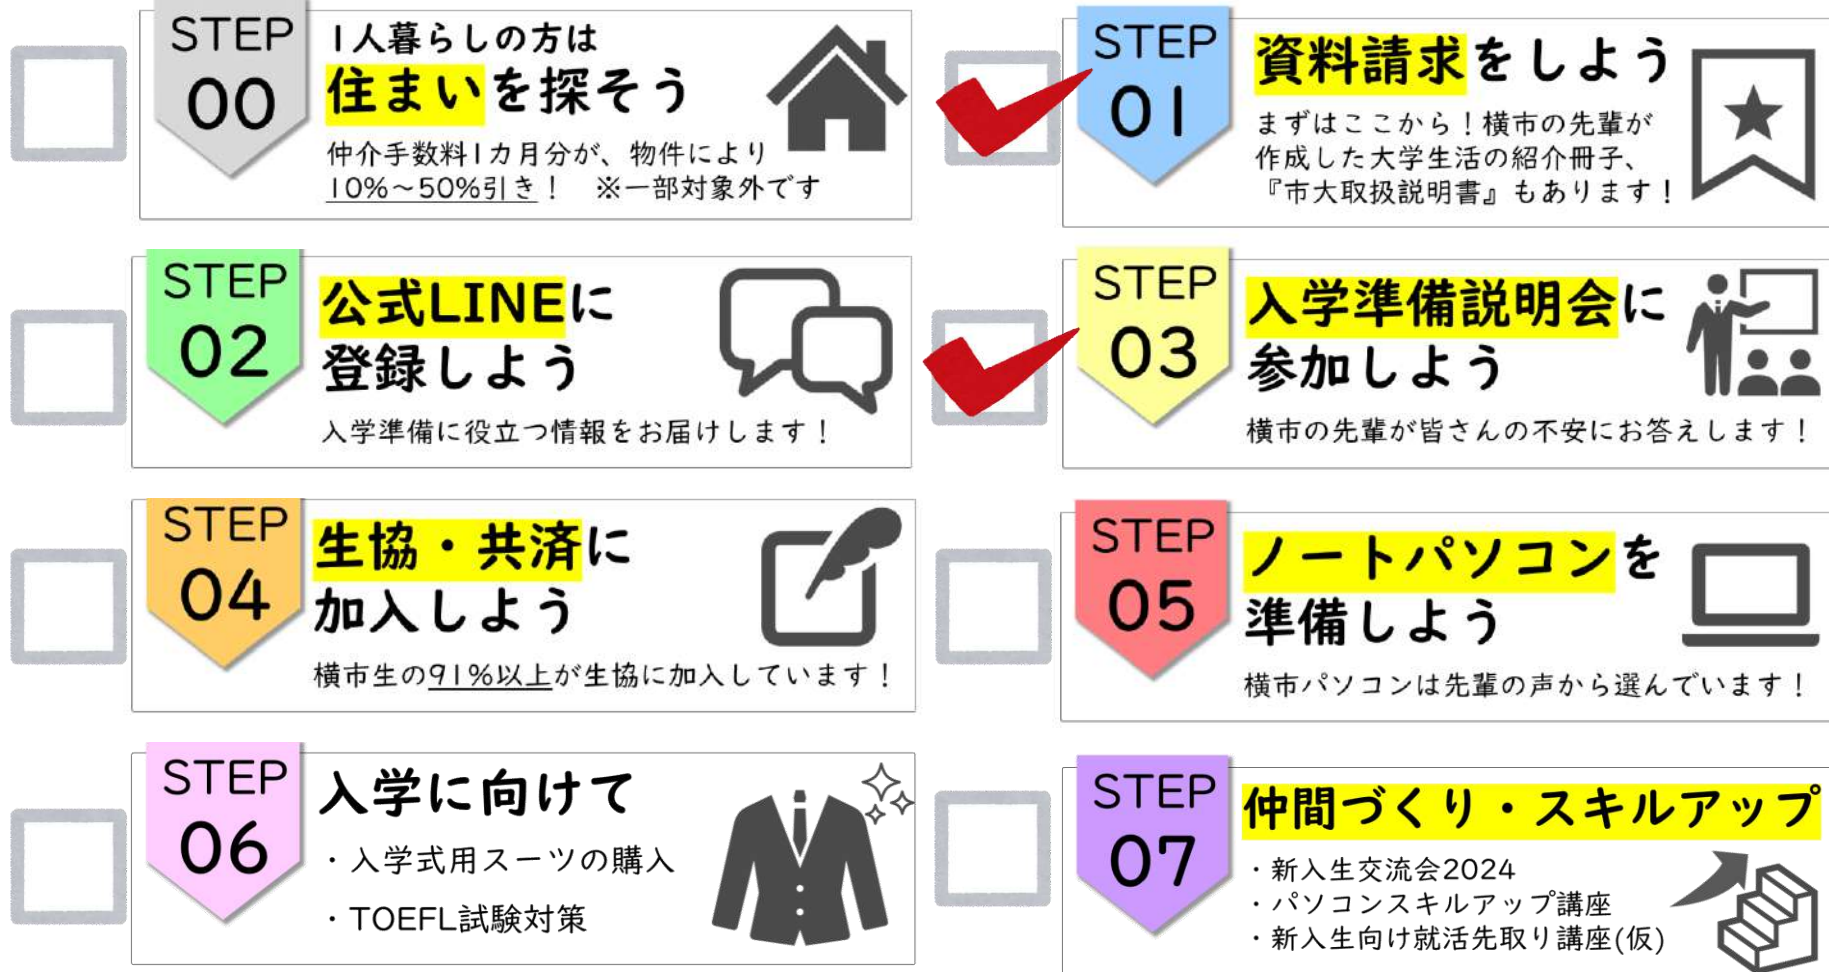 STEP
00
1人暮らしの方は
住まいを探そう
仲介手数料1カ月分が、物件により
10%～50%引き！　※一部対象外です
STEP
01
資料請求をしよう
まずはここから！横市の先輩が
作成した大学生活の紹介冊子、
『市大取扱説明書』もあります！
STEP
02
公式LINEに
登録しよう
入学準備に役立つ情報をお届けします！
STEP
03
入学準備説明会に
参加しよう
横市の先輩が皆さんの不安にお答えします！
STEP
04
生協・共済に
加入しよう
横市生の91%以上が生協に加入しています！
STEP
05
ノートパソコンを
準備しよう
横市パソコンは先輩の声から選んでいます！
STEP
06
入学に向けて
・入学式用スーツの購入
・TOEFL試験対策
STEP
07
仲間づくり・スキルアップ
・新入生交流会2024
・パソコンスキルアップ講座
・新入生向け就活先取り講座(仮)